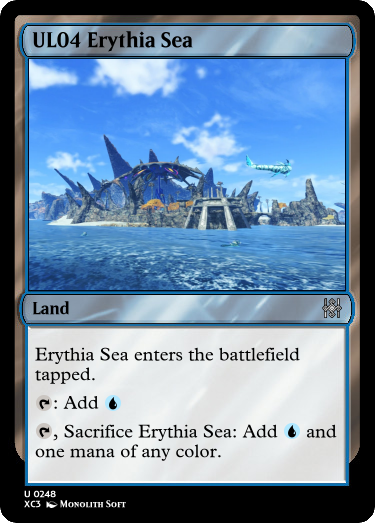 UL04 Erythia Sea
Land
Erythia Sea enters the battlefield
tapped.
: Add
, Sacrifice Erythia Sea: Add and
one mana of any color.
U 0248
XC3 Monolith Soft